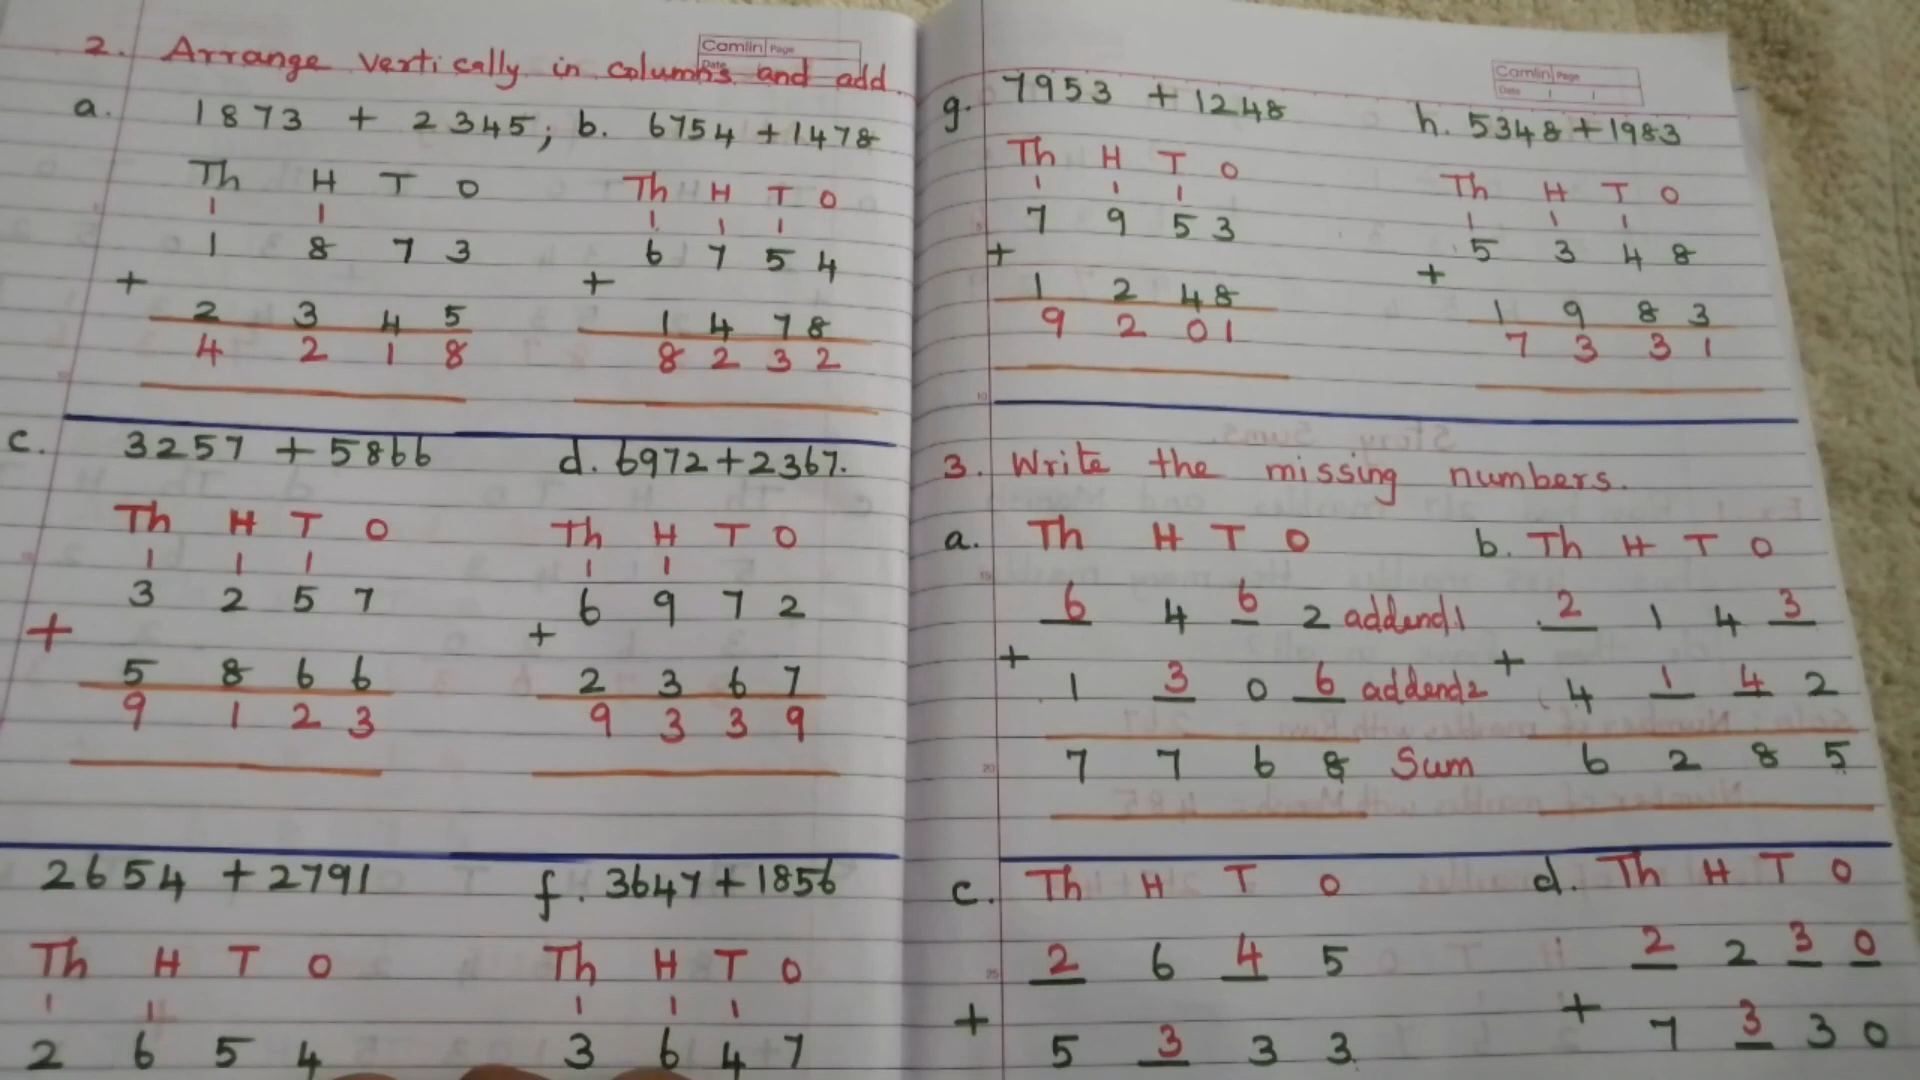 Camlin Page
Date
2. Arrange vertically in columns and add.
a. 1873 + 2345; b. 6754 + 1478
Th H T O Th H T O
1 1 1 1 1
1 8 7 3 6 7 5 4
+ +
2 3 4 5 1 4 7 8
4 2 1 8 8 2 3 2
c. 3257 + 5866 d. 6972 + 2367.
Th H T O Th H T O
1 1 1 1 1
3 2 5 7 6 9 7 2
+ +
5 8 6 6 2 3 6 7
9 1 2 3 9 3 3 9
2654 + 2791 f. 3647 + 1856
Th H T O Th H T O
1 1 1 1 1
2 6 5 4 3 6 4 7
Camlin Page
Date
g. 7953 + 1248 h. 5348 + 1983
Th H T O Th H T O
1 1 1 1 1 1
7 9 5 3 5 3 4 8
+ +
1 2 4 8 1 9 8 3
9 2 0 1 7 3 3 1
3. Write the missing numbers.
a. Th H T O b. Th H T O
6 4 6 2 addend1 2 1 4 3
+ +
1 3 0 6 addend2 4 1 4 2
7 7 6 8 Sum 6 2 8 5
c. Th H T O d. Th H T O
2 6 4 5 2 2 3 0
+ +
5 3 3 3 7 3 3 0